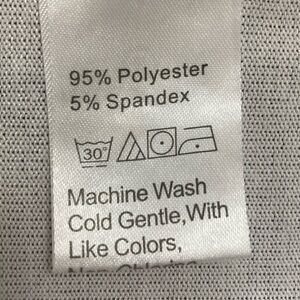 95% Polyester
5% Spandex
30°
Machine Wash
Cold Gentle,With
Like Colors,